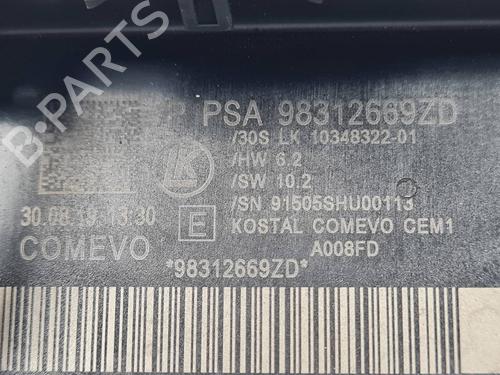 PSA 98312669ZD
/30S LK 10348322-01
/HW 6.2
LK
/SW 10.2
/SN 91505SHU00113
30.08.19 13:30
E
KOSTAL COMEVO CEM1
COMEVO
A008FD
*98312669ZD*
B-PARTS